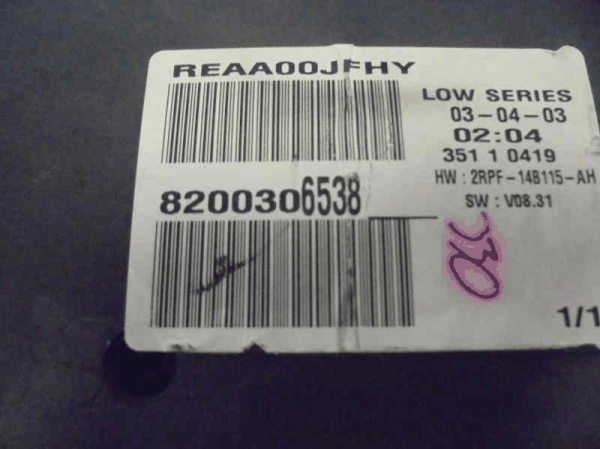 REAA00JFHY
LOW SERIES
03-04-03
02:04
351 1 0419
HW : 2RPF-14B115-AH
SW : V08.31
8200306538
1/1